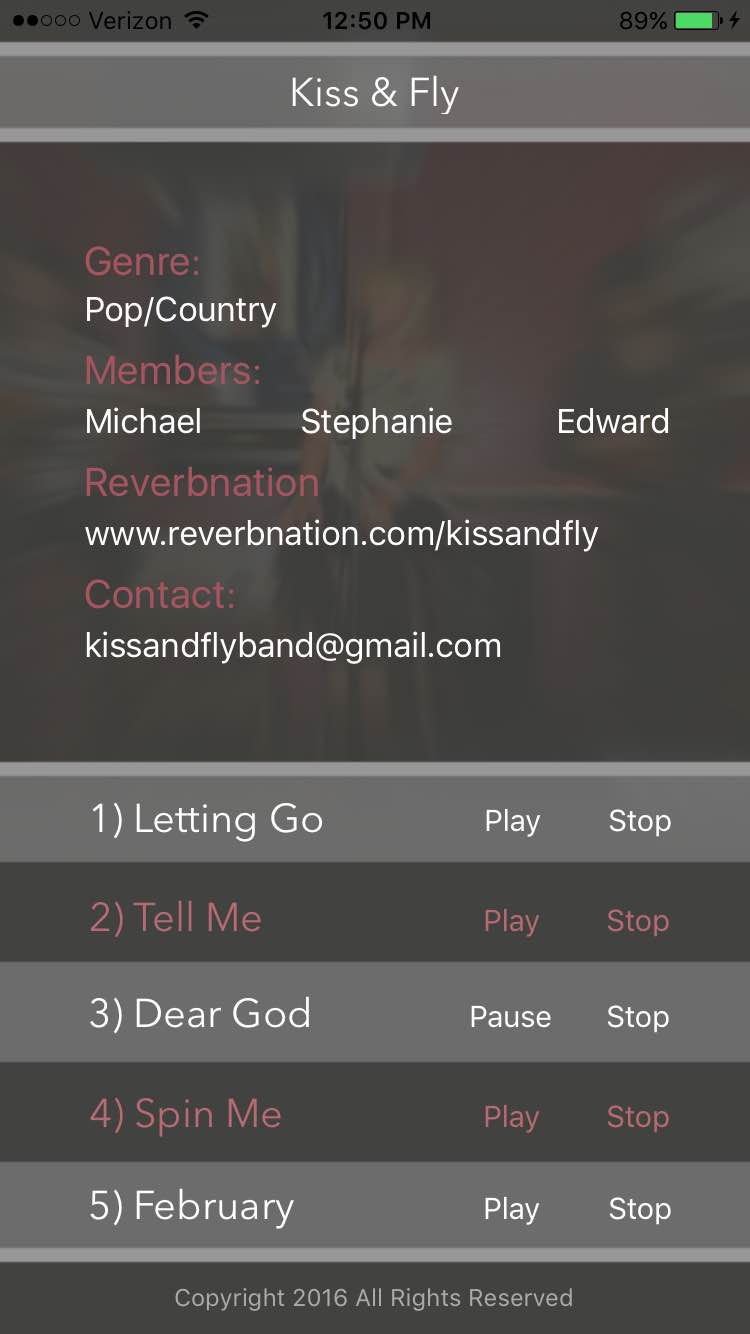 Verizon 12:50 PM 89%
Kiss & Fly
Genre:
Pop/Country
Members:
Michael Stephanie Edward
Reverbnation
www.reverbnation.com/kissandfly
Contact:
kissandflyband@gmail.com
1) Letting Go Play Stop
2) Tell Me Play Stop
3) Dear God Pause Stop
4) Spin Me Play Stop
5) February Play Stop
Copyright 2016 All Rights Reserved